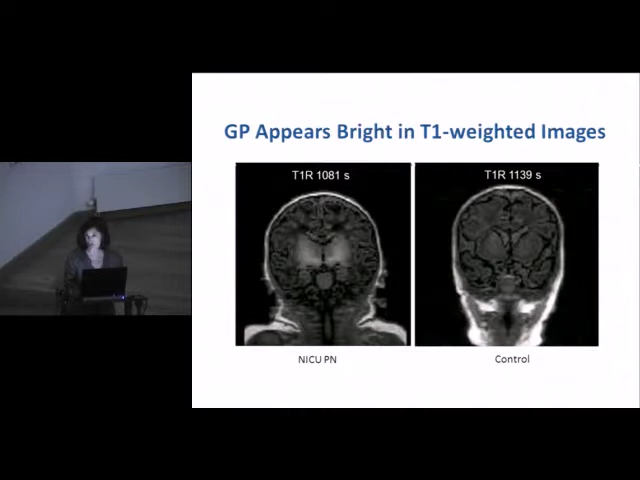 GP Appears Bright in T1-weighted Images
T1R 1081 s
T1R 1139 s
NICU PN
Control